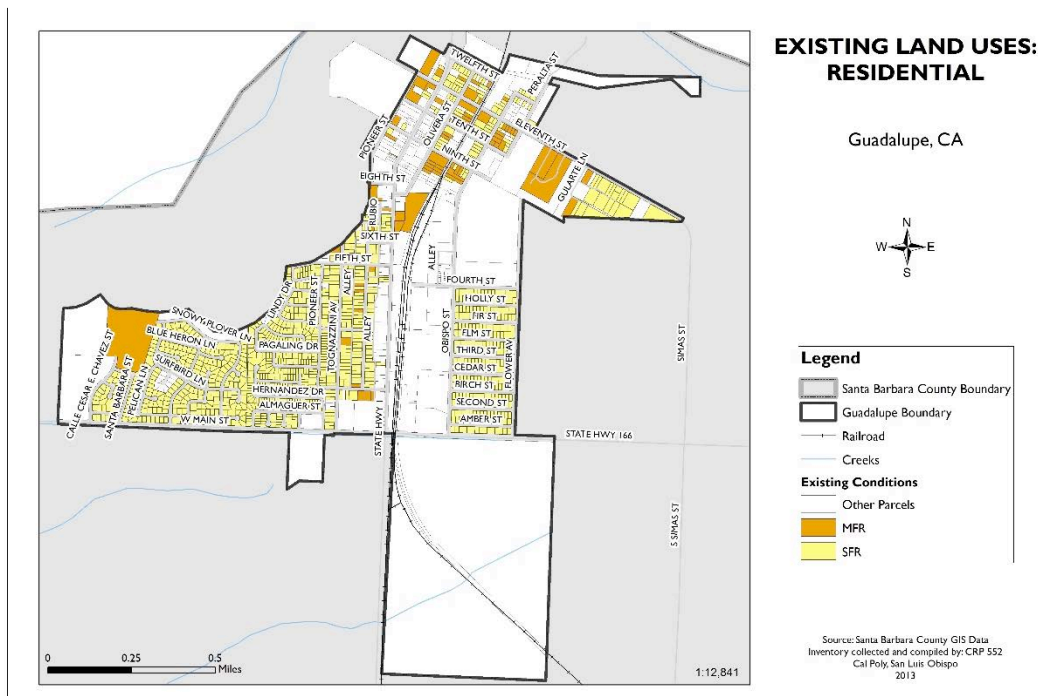 EXISTING LAND USES:
RESIDENTIAL
Guadalupe, CA
N
W
E
S
TWELFTH ST
PERALTA ST
OLIVERA ST
PIONEER ST
TENTH ST
ELEVENTH ST
NINTH ST
GULARTE LN
EIGHTH ST
RUBIO
SIXTH ST
FIFTH ST
ALLEY
ALLEY
FOURTH ST
LINDY DR
PIONEER ST
HOLLY ST
SNOWY PLOVER LN
TOGNAZZINI AV
ALLEY
OBISPO ST
FIR ST
BLUE HERON LN
PAGALING DR
ELM ST
FLOWER AV
THIRD ST
SIMAS ST
SURFBIRD LN
CEDAR ST
CALLE CESAR E. CHAVEZ ST
SANTA BARBARA ST
PELICAN LN
HERNANDEZ DR
BIRCH ST
ALMAGUER ST
SECOND ST
W MAIN ST
AMBER ST
STATE HWY 1
STATE HWY 166
S SIMAS ST
0
0.25
0.5
Miles
1:12,841
Legend
Santa Barbara County Boundary
Guadalupe Boundary
Railroad
Creeks
Existing Conditions
Other Parcels
MFR
SFR
Source: Santa Barbara County GIS Data
Inventory collected and compiled by: CRP 552
Cal Poly, San Luis Obispo
2013